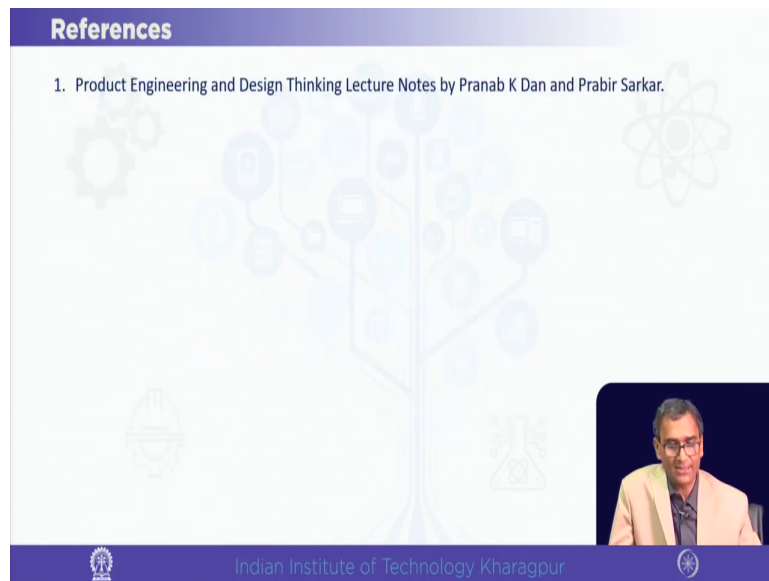 References
1. Product Engineering and Design Thinking Lecture Notes by Pranab K Dan and Prabir Sarkar.
Indian Institute of Technology Kharagpur